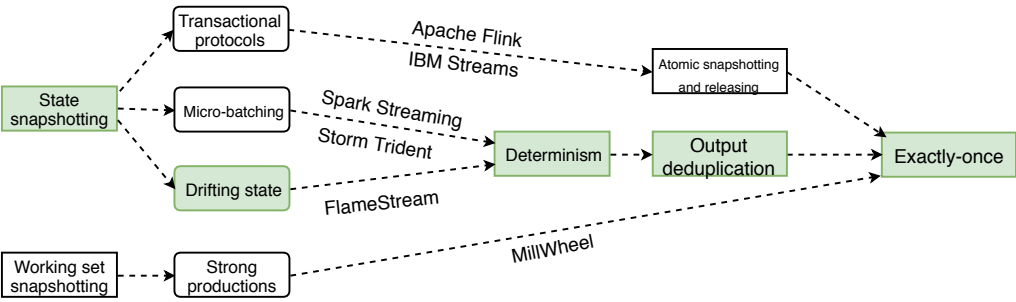 Transactional
protocols
Apache Flink
IBM Streams
Atomic snapshotting
and releasing
State
snapshotting
Micro-batching
Spark Streaming
Storm Trident
Determinism
Output
deduplication
Exactly-once
Drifting state
FlameStream
MillWheel
Working set
snapshotting
Strong
productions